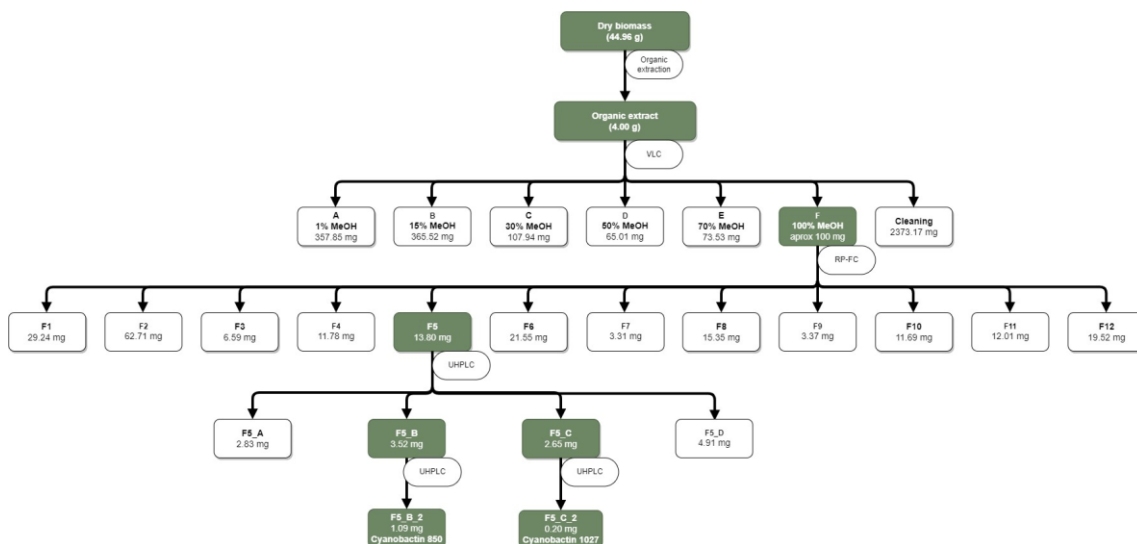 Dry biomass
(44.96 g)
Organic
extraction
Organic extract
(4.00 g)
VLC
A
1% MeOH
357.85 mg
B
15% MeOH
365.52 mg
C
30% MeOH
107.94 mg
D
50% MeOH
65.01 mg
E
70% MeOH
73.53 mg
F
100% MeOH
aprox 100 mg
Cleaning
2373.17 mg
RP-FC
F1
29.24 mg
F2
62.71 mg
F3
6.59 mg
F4
11.78 mg
F5
13.80 mg
F6
21.55 mg
F7
3.31 mg
F8
15.35 mg
F9
3.37 mg
F10
11.69 mg
F11
12.01 mg
F12
19.52 mg
UHPLC
F5_A
2.83 mg
F5_B
3.52 mg
F5_C
2.65 mg
F5_D
4.91 mg
UHPLC
UHPLC
F5_B_2
1.09 mg
Cyanobactin 850
F5_C_2
0.20 mg
Cyanobactin 1027